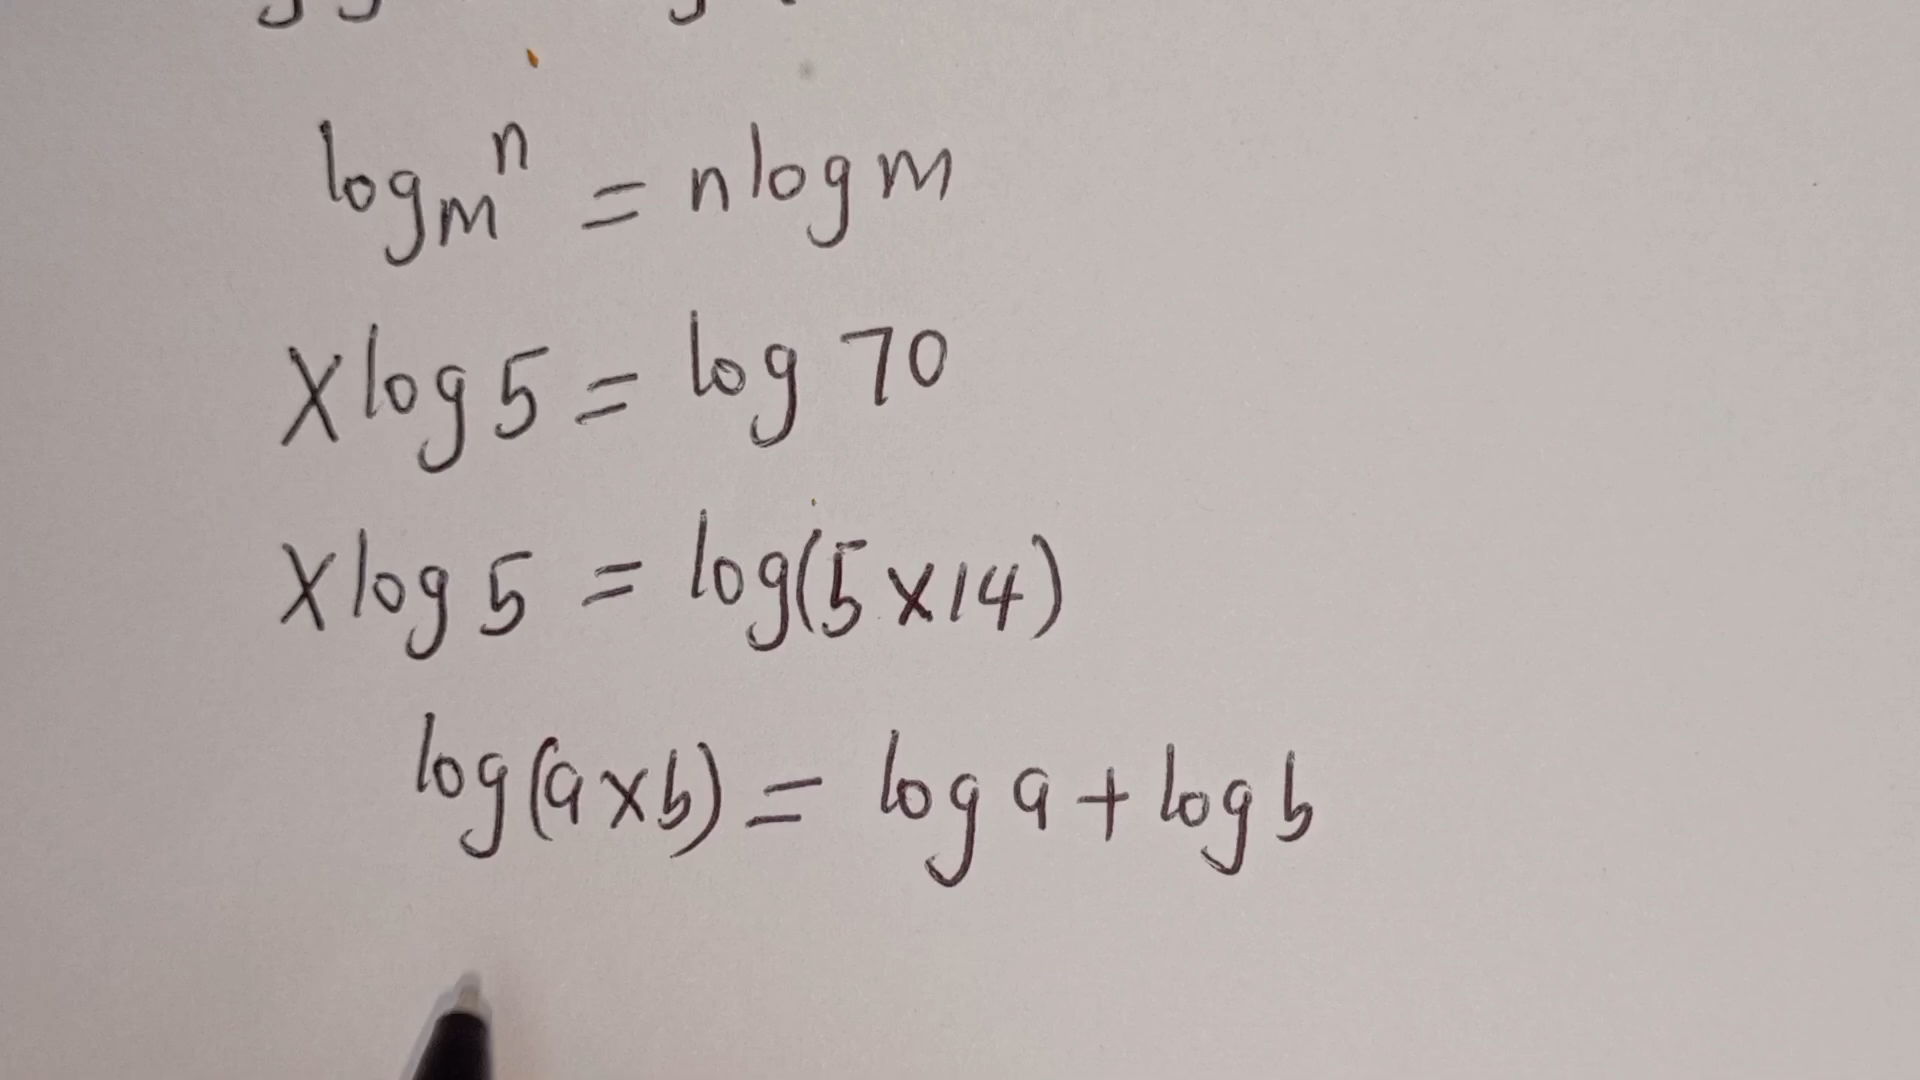 log m^n = n log m
X log 5 = log 70
X log 5 = log(5 x 14)
log(a x b) = log a + log b